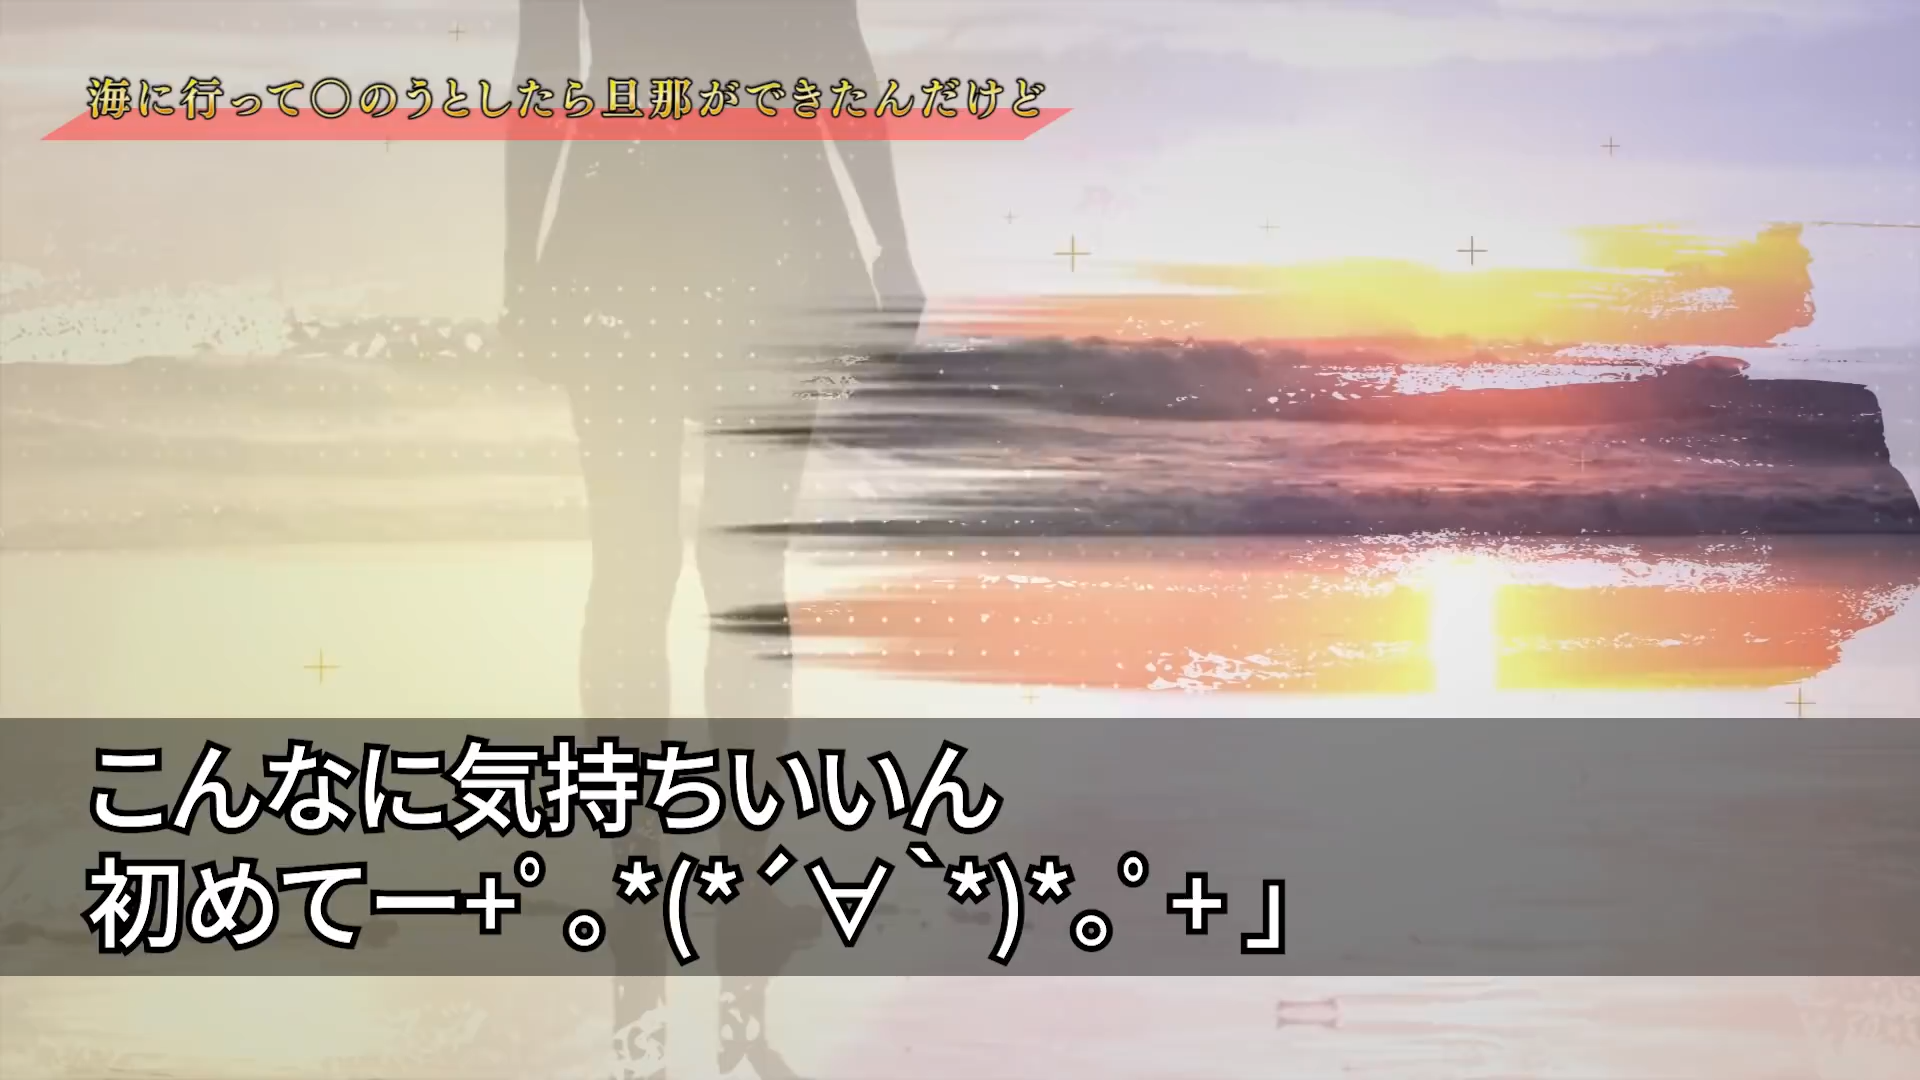 海に行って〇のうとしたら旦那ができたんだけど
こんなに気持ちいいん
初めてー+ﾟ｡*(*´∀`*)*｡ﾟ+」